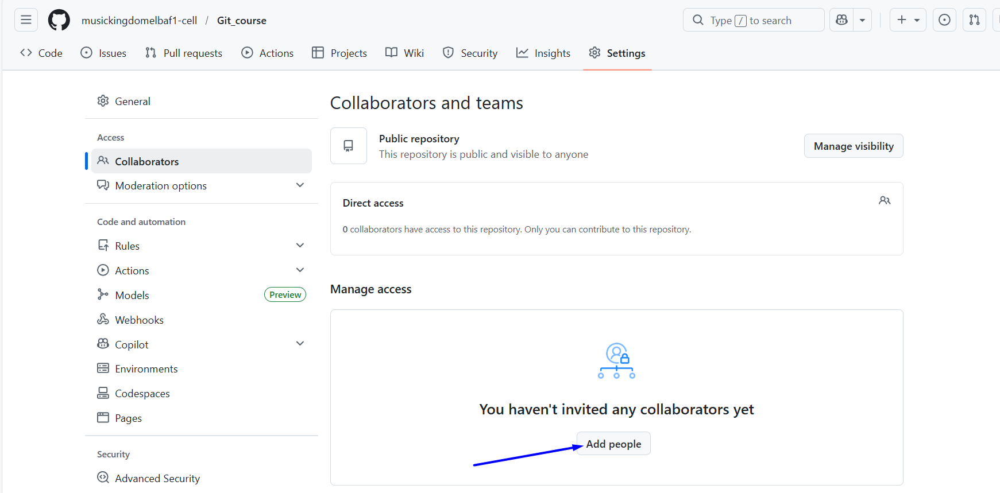 musickingdomelbaf1-cell / Git_course
Type / to search
Code Issues Pull requests Actions Projects Wiki Security Insights Settings
General
Access
Collaborators
Moderation options
Code and automation
Rules
Actions
Models Preview
Webhooks
Copilot
Environments
Codespaces
Pages
Security
Advanced Security
Collaborators and teams
Public repository
This repository is public and visible to anyone
Manage visibility
Direct access
0 collaborators have access to this repository. Only you can contribute to this repository.
Manage access
You haven't invited any collaborators yet
Add people